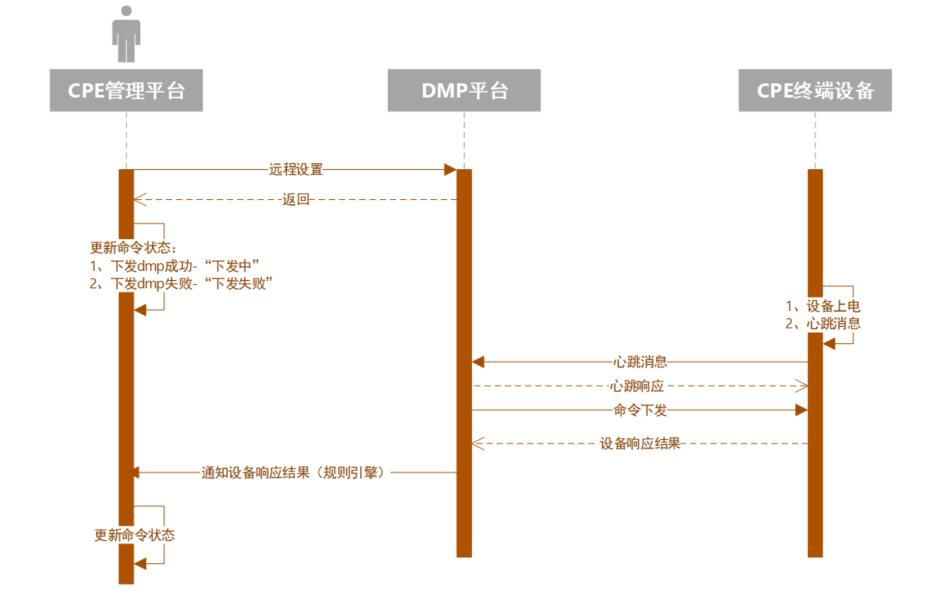 CPE管理平台
DMP平台
CPE终端设备
远程设置
返回
更新命令状态：
1、下发dmp成功-“下发中”
2、下发dmp失败-“下发失败”
1、设备上电
2、心跳消息
心跳消息
心跳响应
命令下发
设备响应结果
通知设备响应结果（规则引擎）
更新命令状态